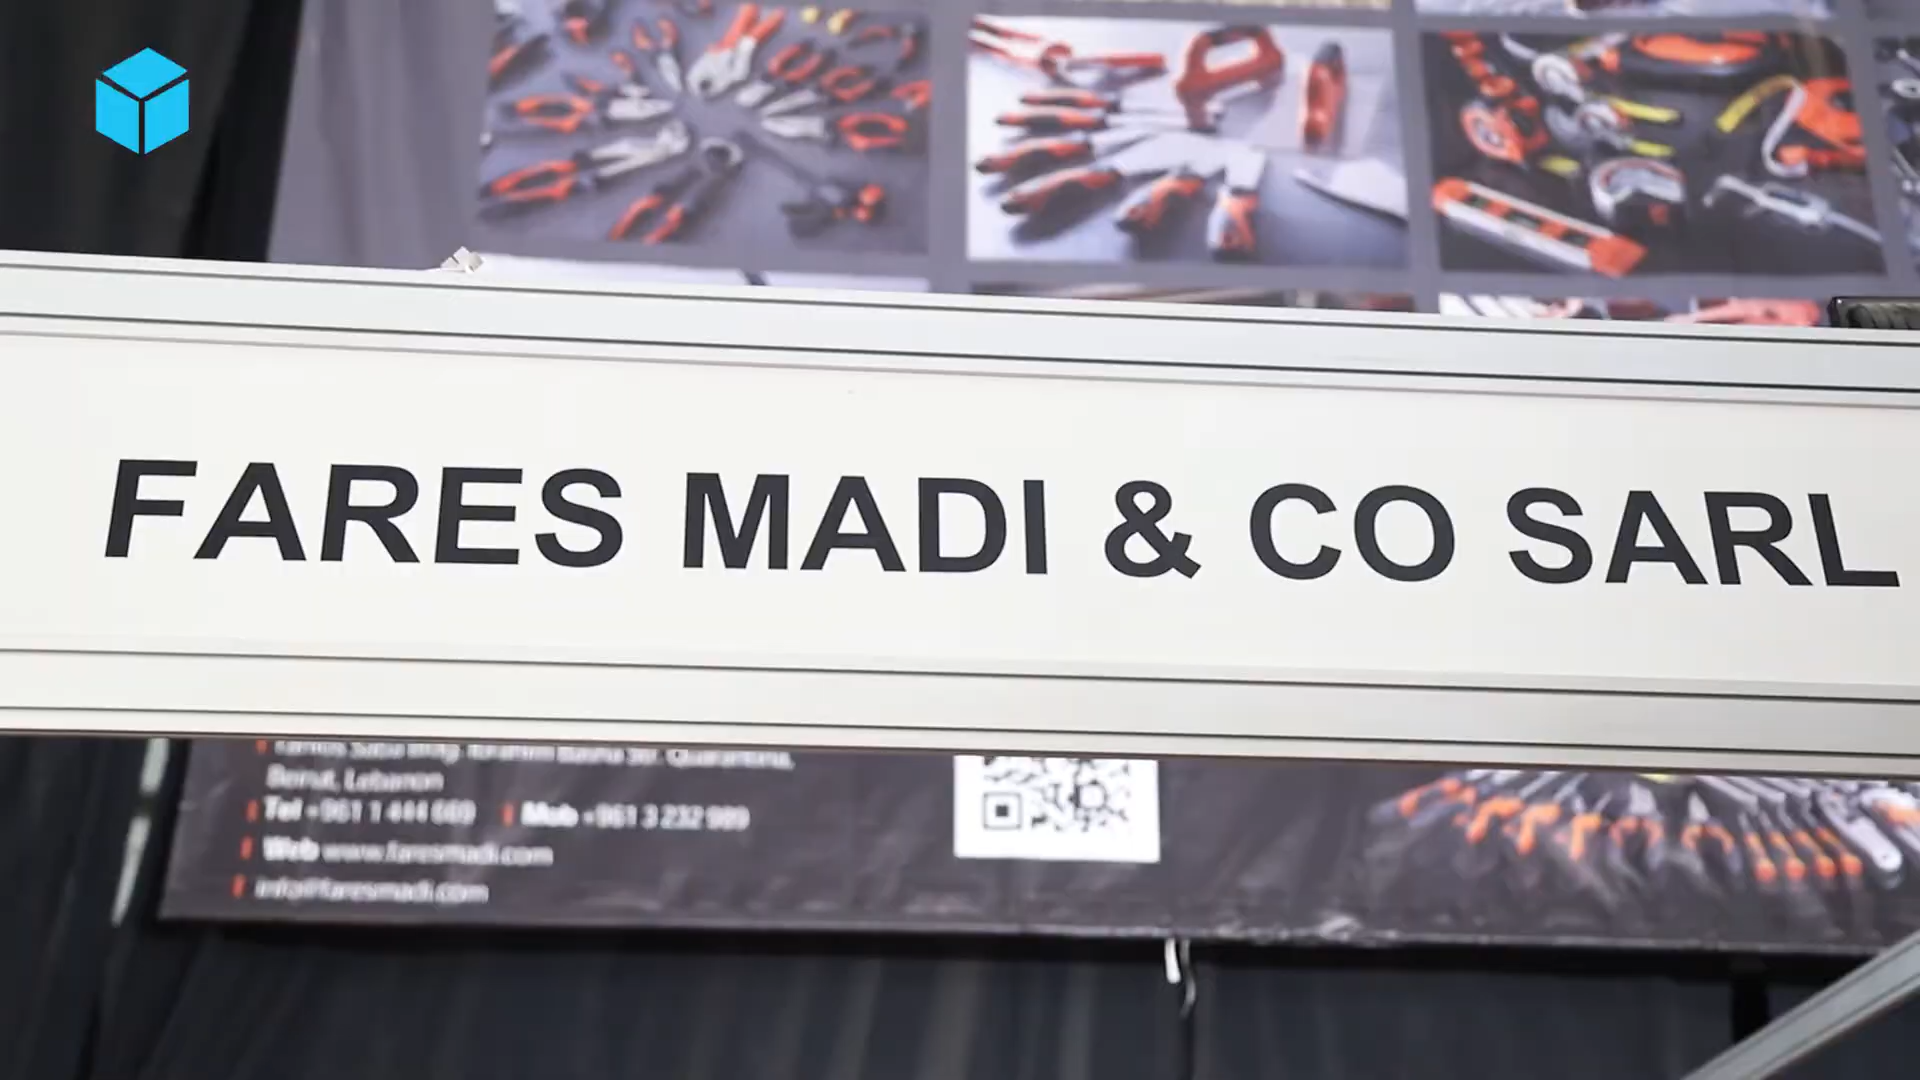 FARES MADI & CO SARL
Quarantina,
Beirut, Lebanon
Tel +961 1 444 669 Mob +961 3 232 989
Web www.faresmadi.com
info@faresmadi.com